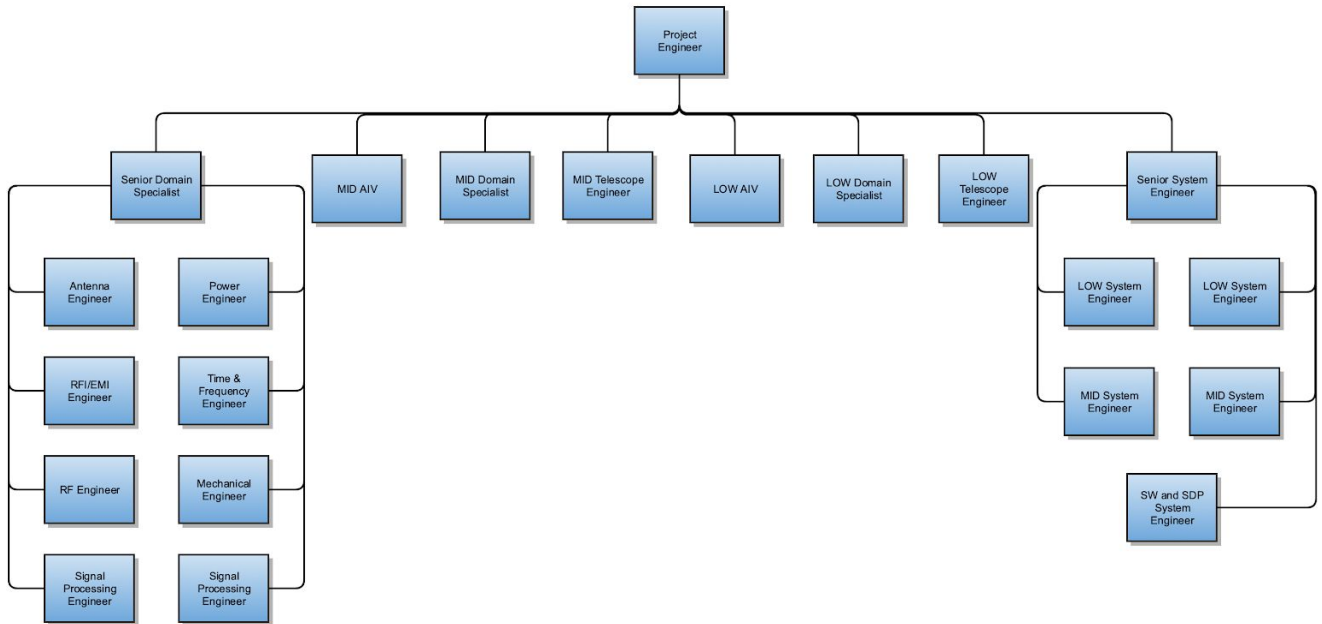 Project
Engineer
Senior Domain
Specialist
MID AIV
MID Domain
Specialist
MID Telescope
Engineer
LOW AIV
LOW Domain
Specialist
LOW
Telescope
Engineer
Senior System
Engineer
Antenna
Engineer
Power
Engineer
LOW System
Engineer
LOW System
Engineer
RFI/EMI
Engineer
Time &
Frequency
Engineer
MID System
Engineer
MID System
Engineer
RF Engineer
Mechanical
Engineer
SW and SDP
System
Engineer
Signal
Processing
Engineer
Signal
Processing
Engineer